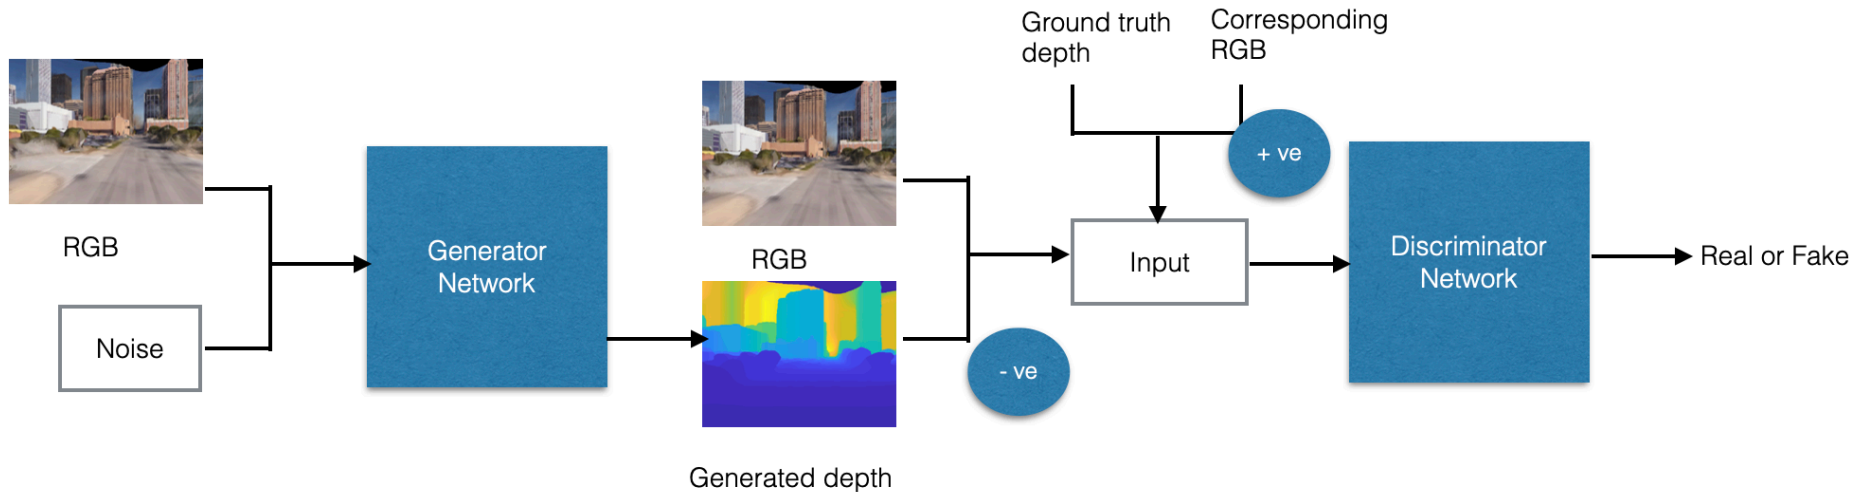 RGB
Noise
Generator
Network
RGB
Generated depth
- ve
Ground truth
depth
Corresponding
RGB
+ ve
Input
Discriminator
Network
Real or Fake